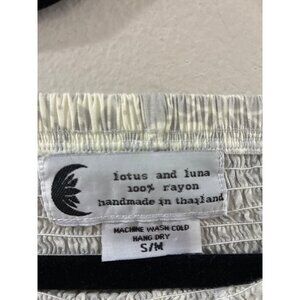 lotus and luna
100% rayon
handmade in thailand
MACHINE WASH COLD
HANG DRY
S/M